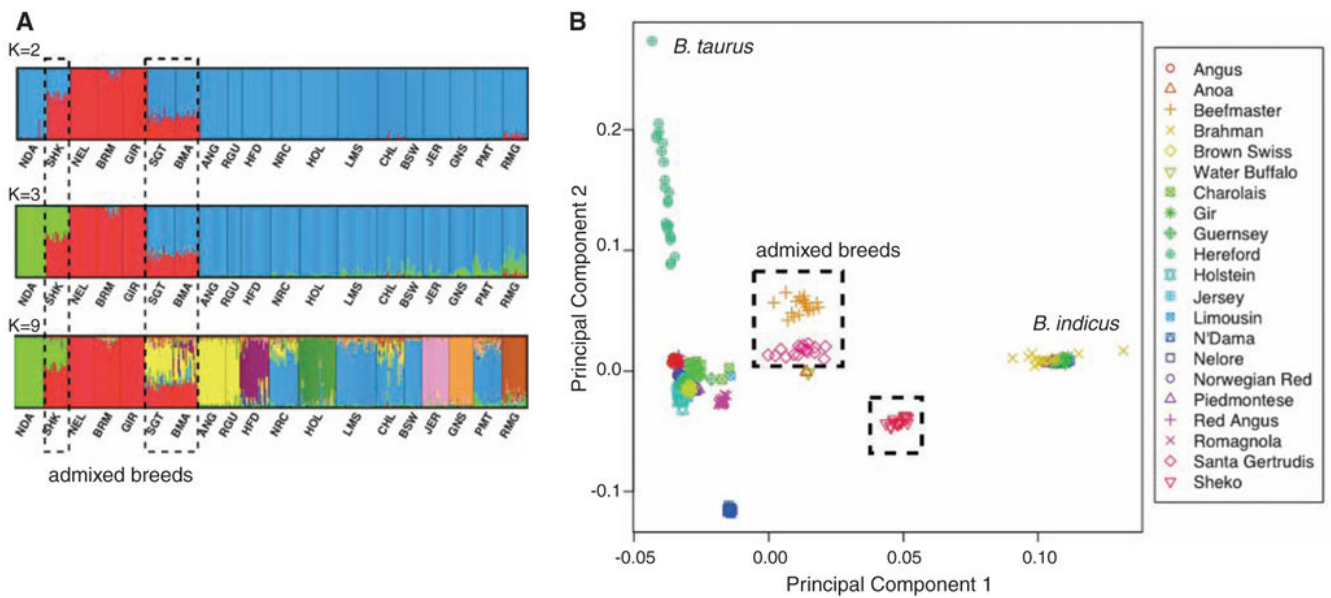 A
K=2
NDA SHK NEL BRM GIR SGT BMA ANG RGU HFD NRC HOL LMS CHL BSW JER GNS PMT RMG
K=3
NDA SHK NEL BRM GIR SGT BMA ANG RGU HFD NRC HOL LMS CHL BSW JER GNS PMT RMG
K=9
NDA SHK NEL BRM GIR SGT BMA ANG RGU HFD NRC HOL LMS CHL BSW JER GNS PMT RMG
admixed breeds
B
B. taurus
admixed breeds
B. indicus
Principal Component 2
0.2
0.1
0.0
-0.1
-0.05 0.00 0.05 0.10
Principal Component 1
Angus
Anoa
Beefmaster
Brahman
Brown Swiss
Water Buffalo
Charolais
Gir
Guernsey
Hereford
Holstein
Jersey
Limousin
N'Dama
Nelore
Norwegian Red
Piedmontese
Red Angus
Romagnola
Santa Gertrudis
Sheko